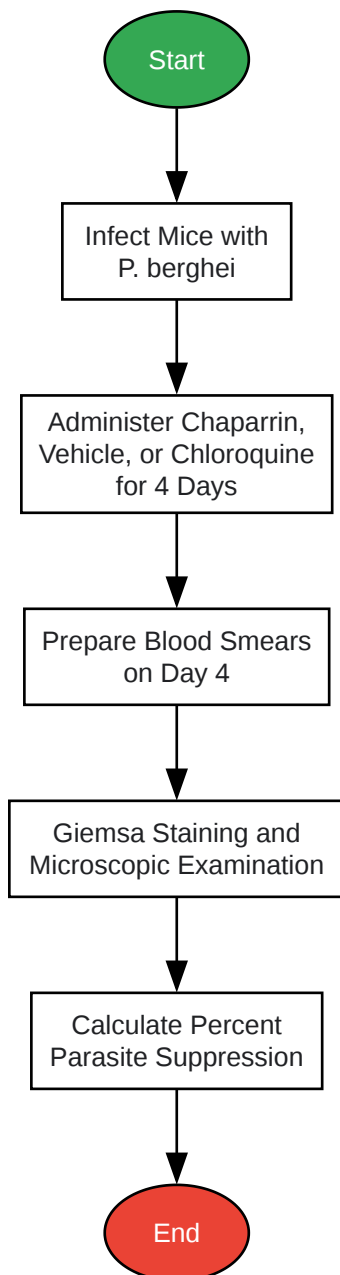 Start
Infect Mice with
P. berghei
Administer Chaparrin,
Vehicle, or Chloroquine
for 4 Days
Prepare Blood Smears
on Day 4
Giemsa Staining and
Microscopic Examination
Calculate Percent
Parasite Suppression
End